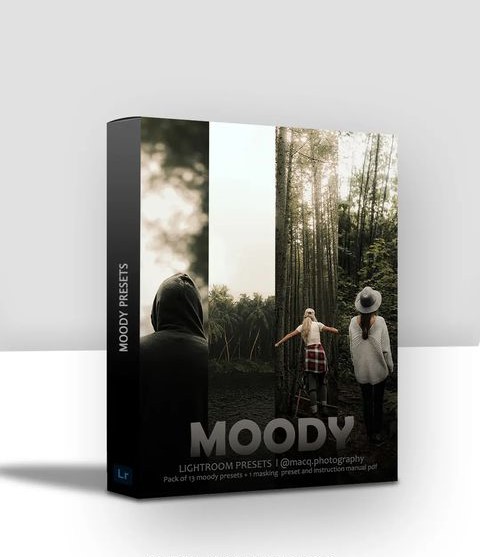 MOODY PRESETS
Lr
MOODY
LIGHTROOM PRESETS | @macq.photography
Pack of 13 moody presets + 1 masking preset and instruction manual pdf